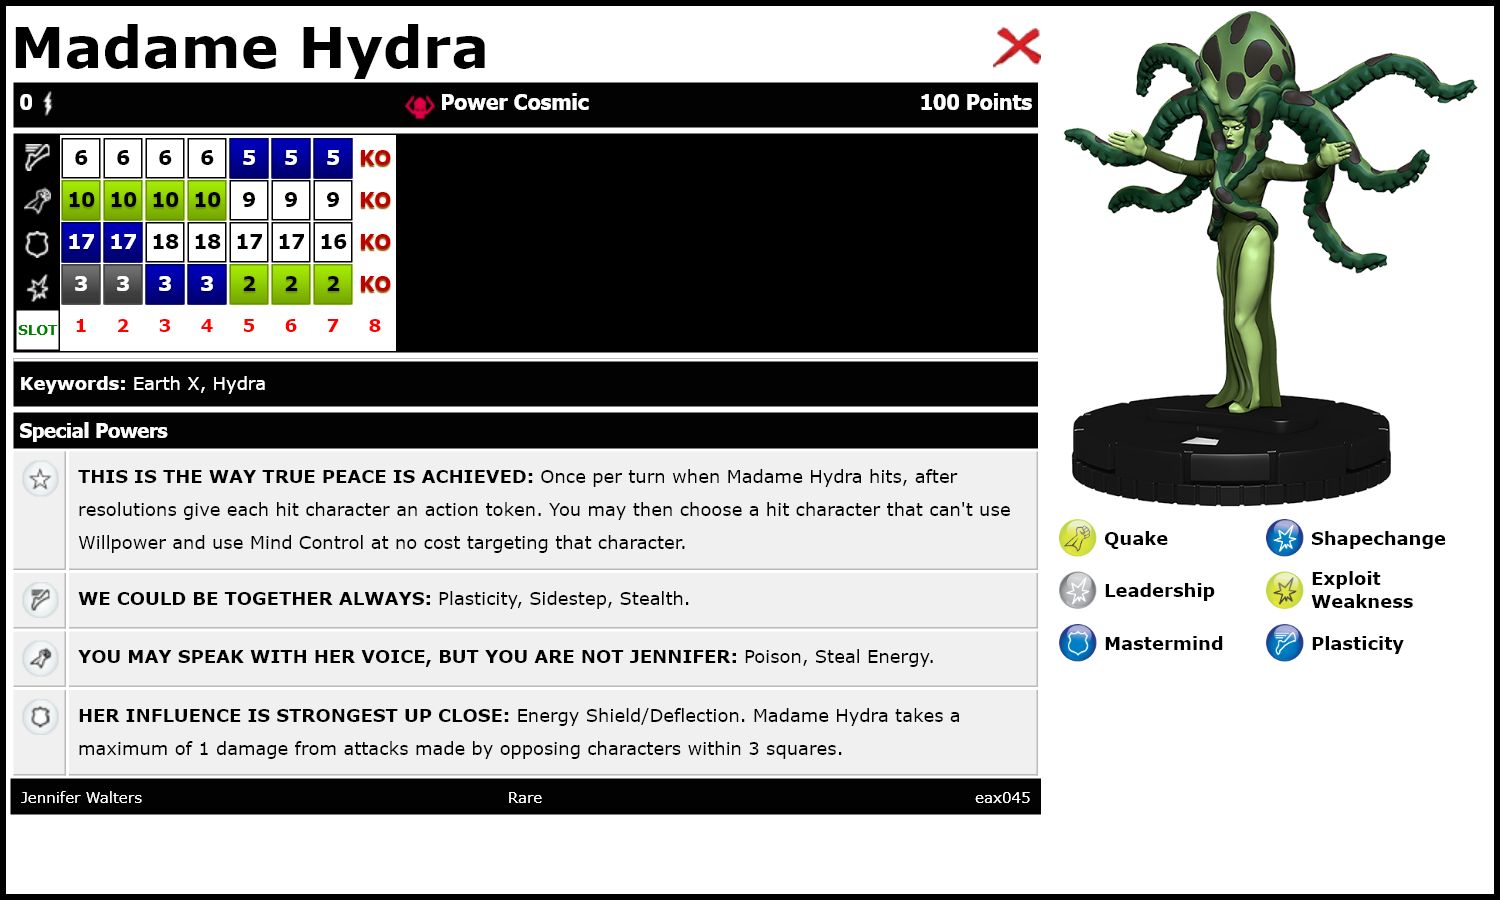 Madame Hydra
0 Power Cosmic 100 Points
6 6 6 6 5 5 5 KO
10 10 10 10 9 9 9 KO
17 17 18 18 17 17 16 KO
3 3 3 3 2 2 2 KO
SLOT 1 2 3 4 5 6 7 8
Keywords: Earth X, Hydra
Special Powers
THIS IS THE WAY TRUE PEACE IS ACHIEVED: Once per turn when Madame Hydra hits, after
resolutions give each hit character an action token. You may then choose a hit character that can't use
Willpower and use Mind Control at no cost targeting that character.
WE COULD BE TOGETHER ALWAYS: Plasticity, Sidestep, Stealth.
YOU MAY SPEAK WITH HER VOICE, BUT YOU ARE NOT JENNIFER: Poison, Steal Energy.
HER INFLUENCE IS STRONGEST UP CLOSE: Energy Shield/Deflection. Madame Hydra takes a
maximum of 1 damage from attacks made by opposing characters within 3 squares.
Jennifer Walters Rare eax045
Quake Shapechange
Leadership Exploit
Weakness
Mastermind Plasticity